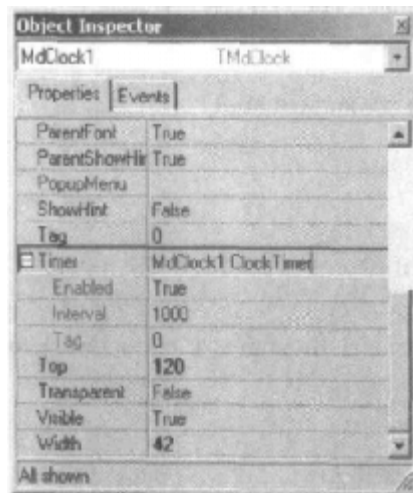 Object Inspector
MdClock1 TMdClock
Properties Events
ParentFont True
ParentShowHir True
PopupMenu
ShowHint False
Tag 0
Timer MdClock1.ClockTimer
Enabled True
Interval 1000
Tag 0
Top 120
Transparent False
Visible True
Width 42
All shown